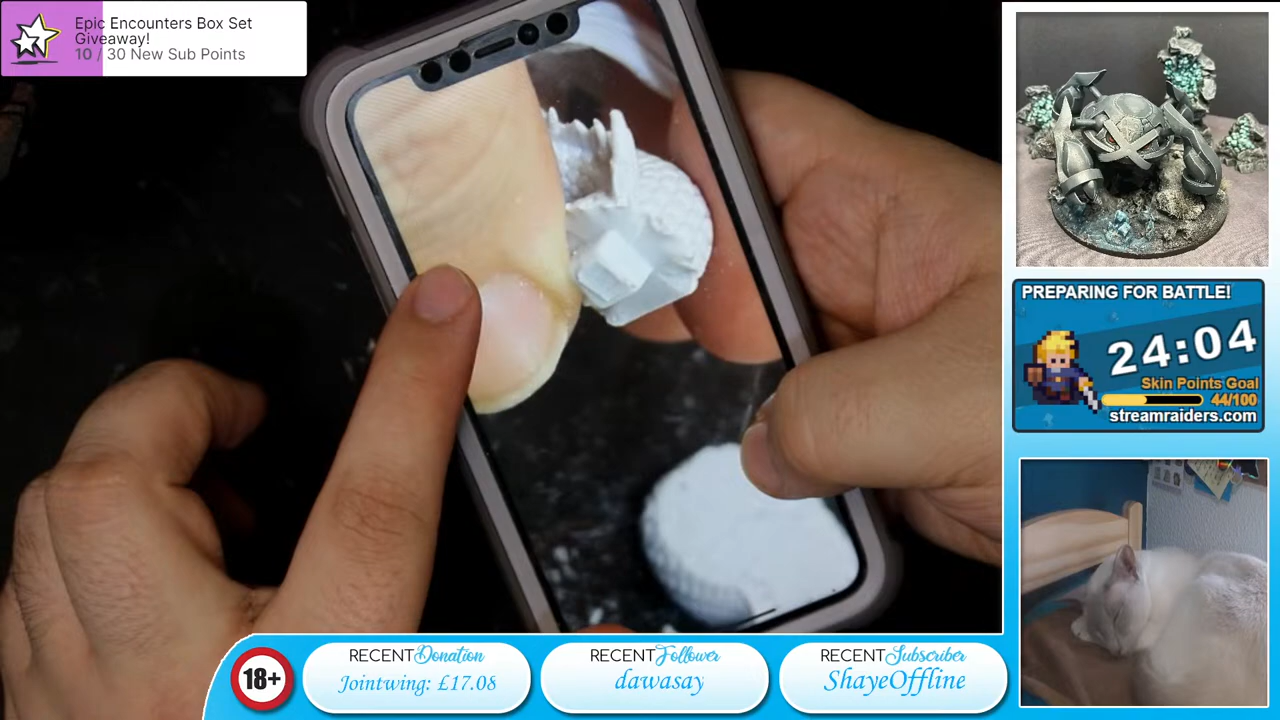 Epic Encounters Box Set
Giveaway!
10 / 30 New Sub Points
PREPARING FOR BATTLE!
24:04
Skin Points Goal
44/100
streamraiders.com
18+
RECENT Donation
Jointwing: £17.08
RECENT Follower
dawasay
RECENT Subscriber
ShayeOffline